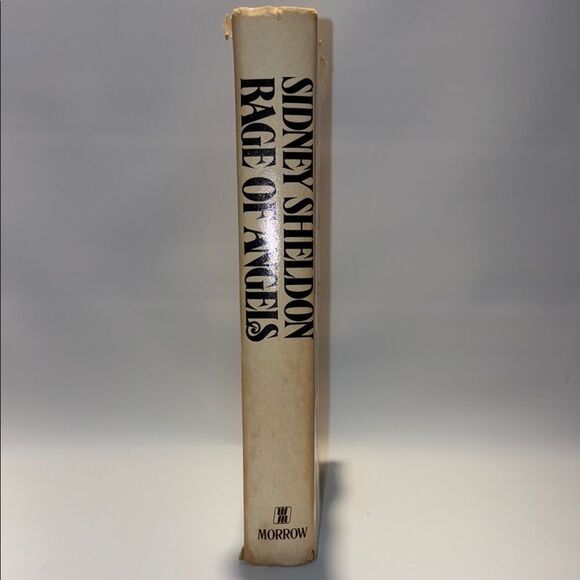 SIDNEY SHELDON
RAGE OF ANGELS
MORROW